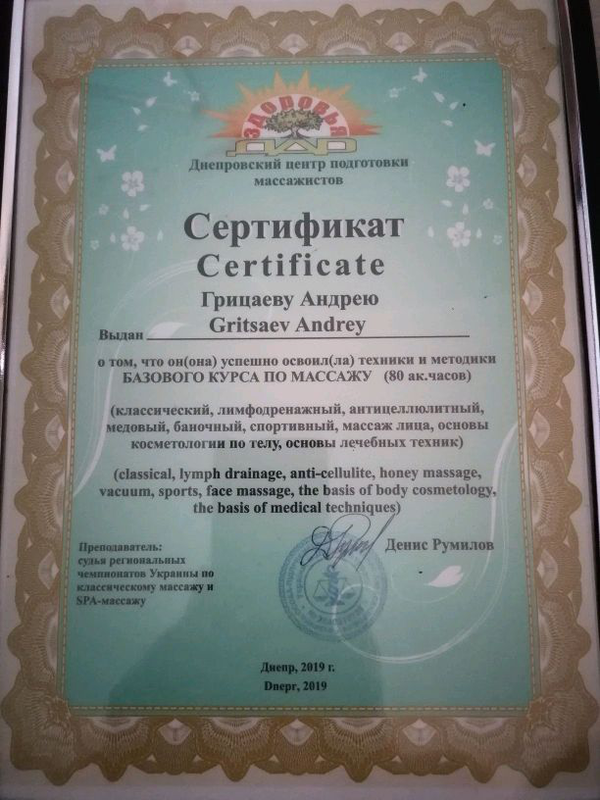 ЗДОРОВЬЯ
ДАР
Днепровский центр подготовки
массажистов
Сертификат
Certificate
Грицаеву Андрею
Gritsaev Andrey
Выдан
о том, что он(она) успешно освоил(ла) техники и методики
БАЗОВОГО КУРСА ПО МАССАЖУ (80 ак.часов)
(классический, лимфодренажный, антицеллюлитный,
медовый, баночный, спортивный, массаж лица, основы
косметологии по телу, основы лечебных техник)
(classical, lymph drainage, anti-cellulite, honey massage,
vacuum, sports, face massage, the basis of body cosmetology,
the basis of medical techniques)
Преподаватель:
судья региональных
чемпионатов Украины по
классическому массажу и
SPA-массажу
Денис Румилов
Днепр, 2019 г.
Dnepr, 2019